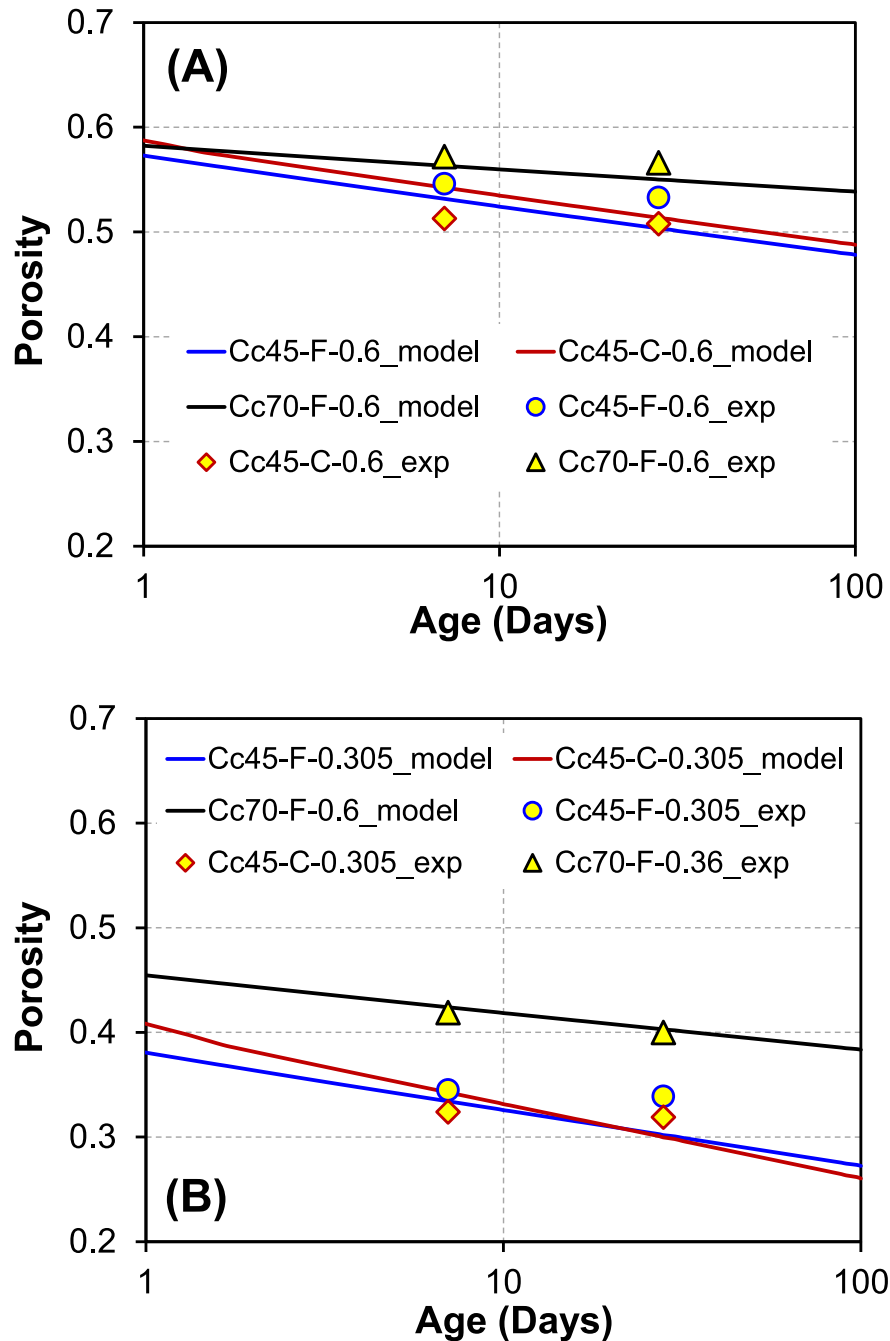 0.7
(A)
0.6
0.5
Porosity
0.4
Cc45-F-0.6_model
Cc45-C-0.6_model
Cc70-F-0.6_model
Cc45-F-0.6_exp
0.3
Cc45-C-0.6_exp
Cc70-F-0.6_exp
0.2
1
10
100
Age (Days)
0.7
Cc45-F-0.305_model
Cc45-C-0.305_model
0.6
Cc70-F-0.6_model
Cc45-F-0.305_exp
Cc45-C-0.305_exp
Cc70-F-0.36_exp
0.5
Porosity
0.4
0.3
(B)
0.2
1
10
100
Age (Days)